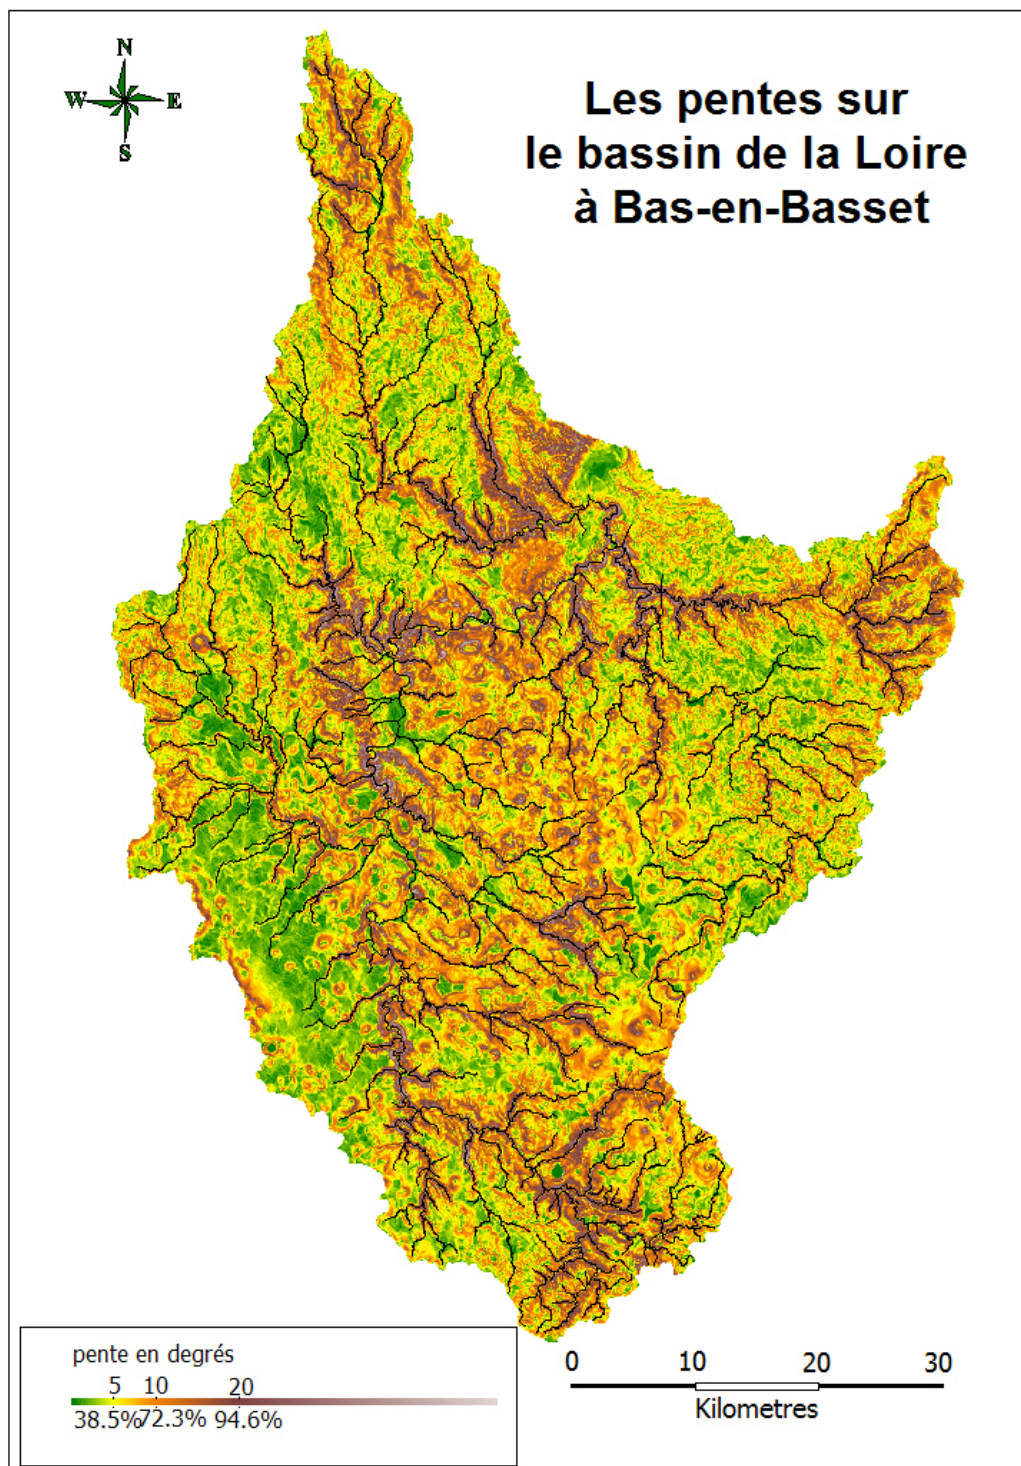 N
W E
S
Les pentes sur
le bassin de la Loire
à Bas-en-Basset
pente en degrés
5 10 20
38.5% 72.3% 94.6%
0 10 20 30
Kilometres